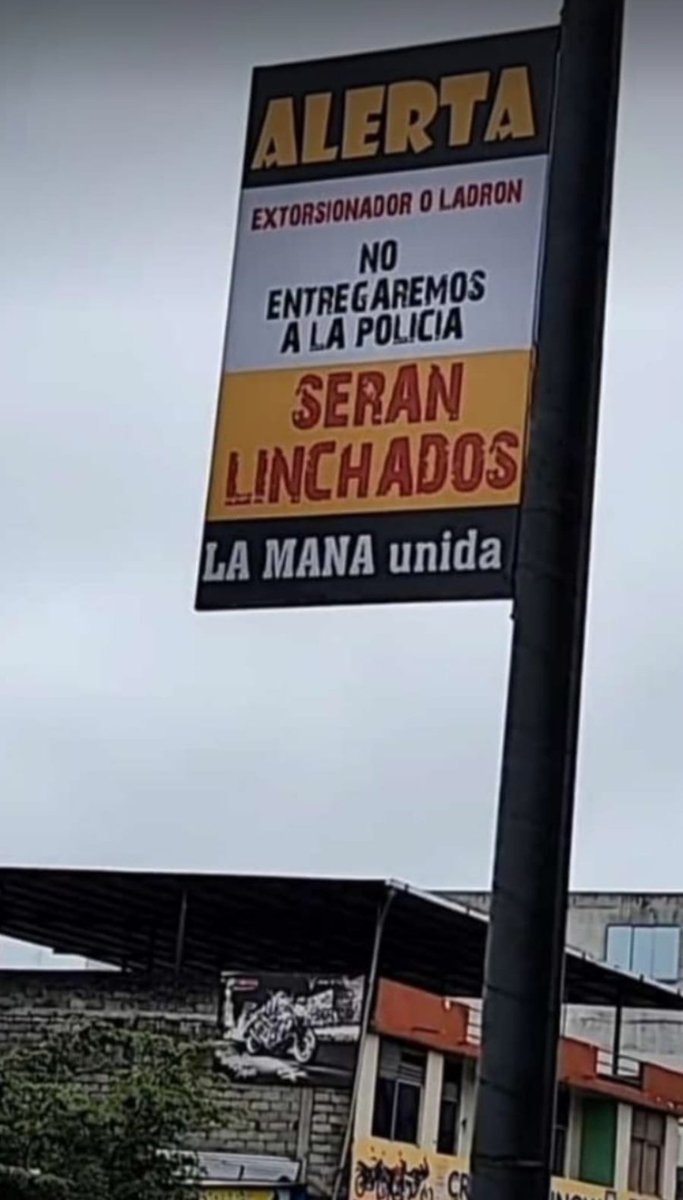 ALERTA
EXTORSIONADOR O LADRON
NO
ENTREGAREMOS
A LA POLICIA
SERAN
LINCHADOS
LA MANA unida